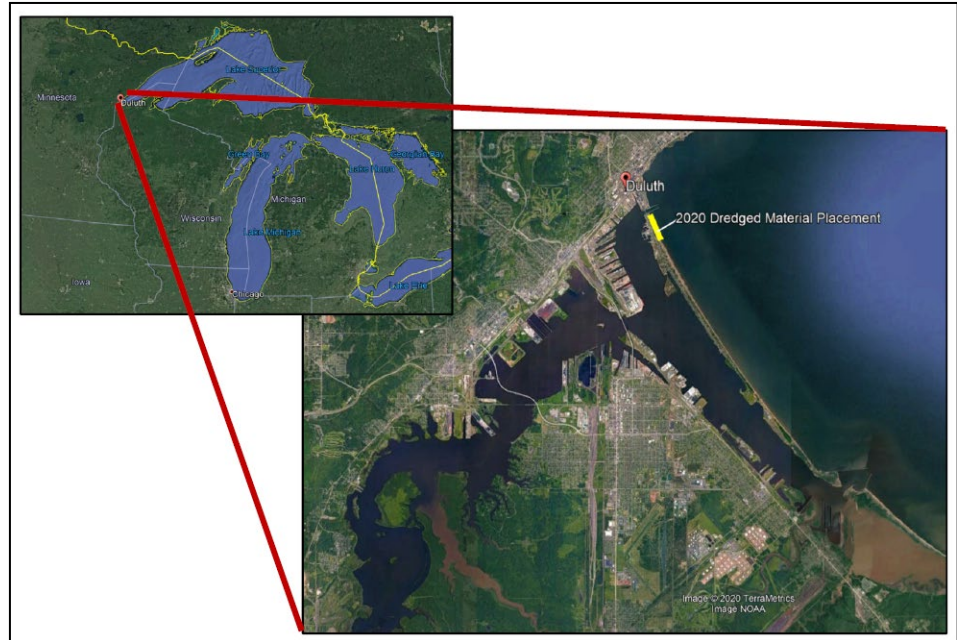 Lake Superior
Minnesota
Duluth
Green Bay
Georgian Bay
Lake Huron
Michigan
Wisconsin
Lake Michigan
Iowa
Chicago
Lake Erie
Duluth
2020 Dredged Material Placement
Image © 2020 TerraMetrics
Image NOAA